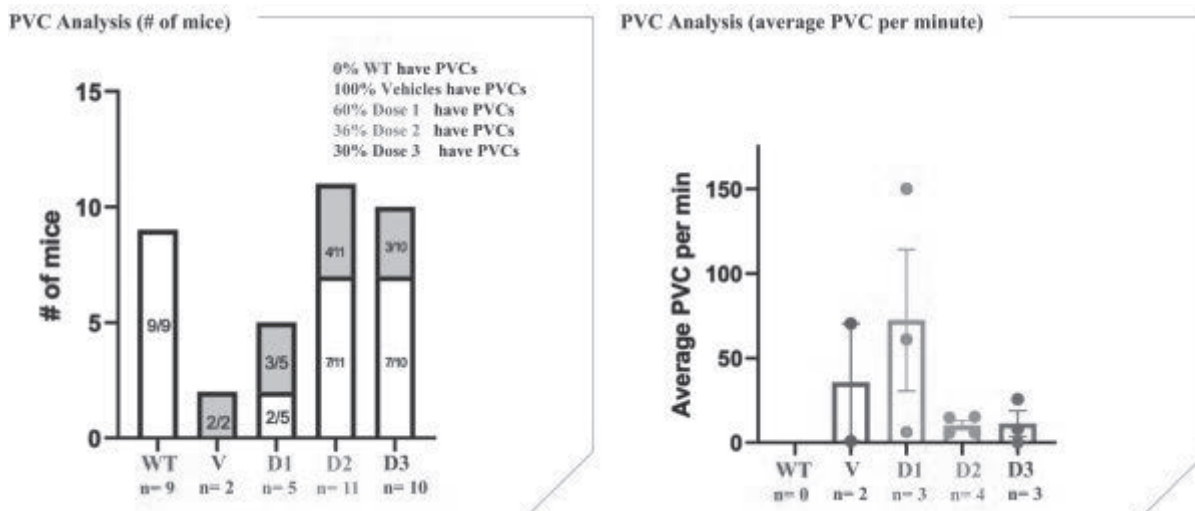 PVC Analysis (# of mice)
0% WT have PVCs
100% Vehicles have PVCs
60% Dose 1 have PVCs
36% Dose 2 have PVCs
30% Dose 3 have PVCs
# of mice
15
10
5
0
9/9
2/2
3/5
2/5
4/11
7/11
3/10
7/10
WT V D1 D2 D3
n= 9 n= 2 n= 5 n= 11 n= 10
PVC Analysis (average PVC per minute)
Average PVC per min
150
100
50
0
WT V D1 D2 D3
n= 0 n= 2 n= 3 n= 4 n= 3